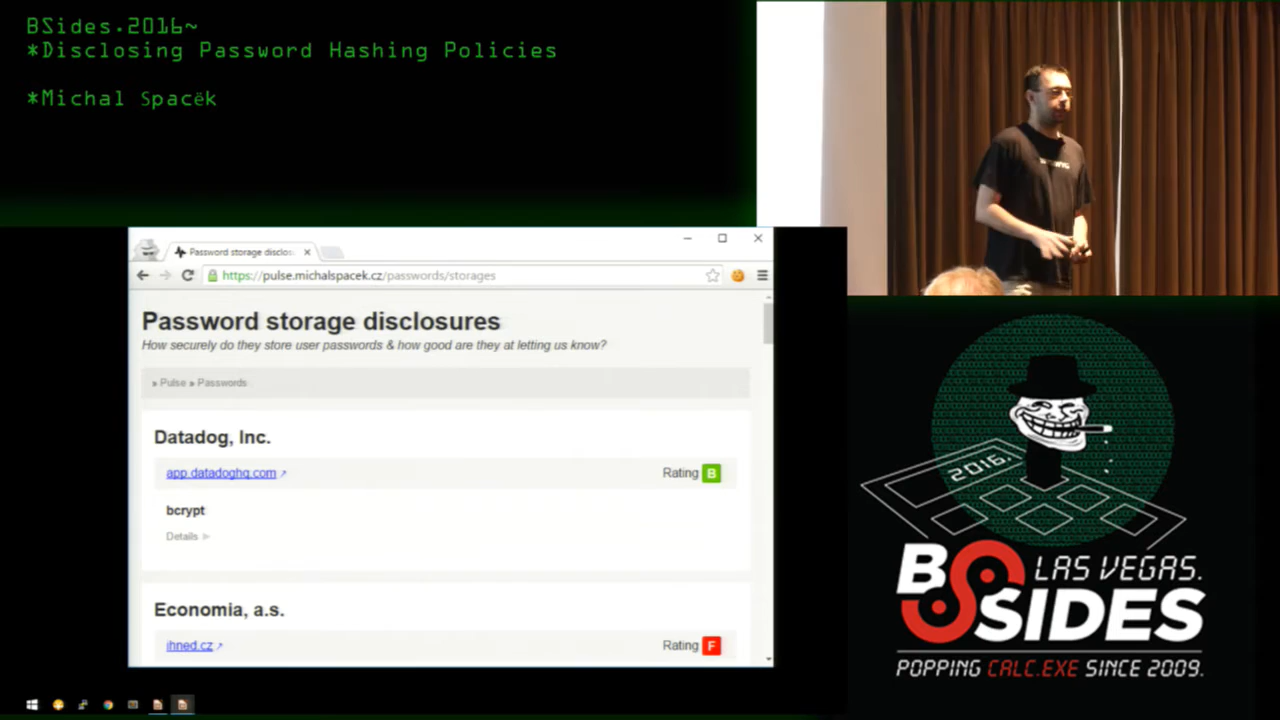 BSides.2016~
*Disclosing Password Hashing Policies
*Michal Spacëk
Password storage disclos
https://pulse.michalspacek.cz/passwords/storages
Password storage disclosures
How securely do they store user passwords & how good are they at letting us know?
» Pulse » Passwords
Datadog, Inc.
app.datadoghq.com
Rating B
bcrypt
Details
Economia, a.s.
ihned.cz
Rating F
2016.
BSIDES
LAS VEGAS.
POPPING CALC.EXE SINCE 2009.